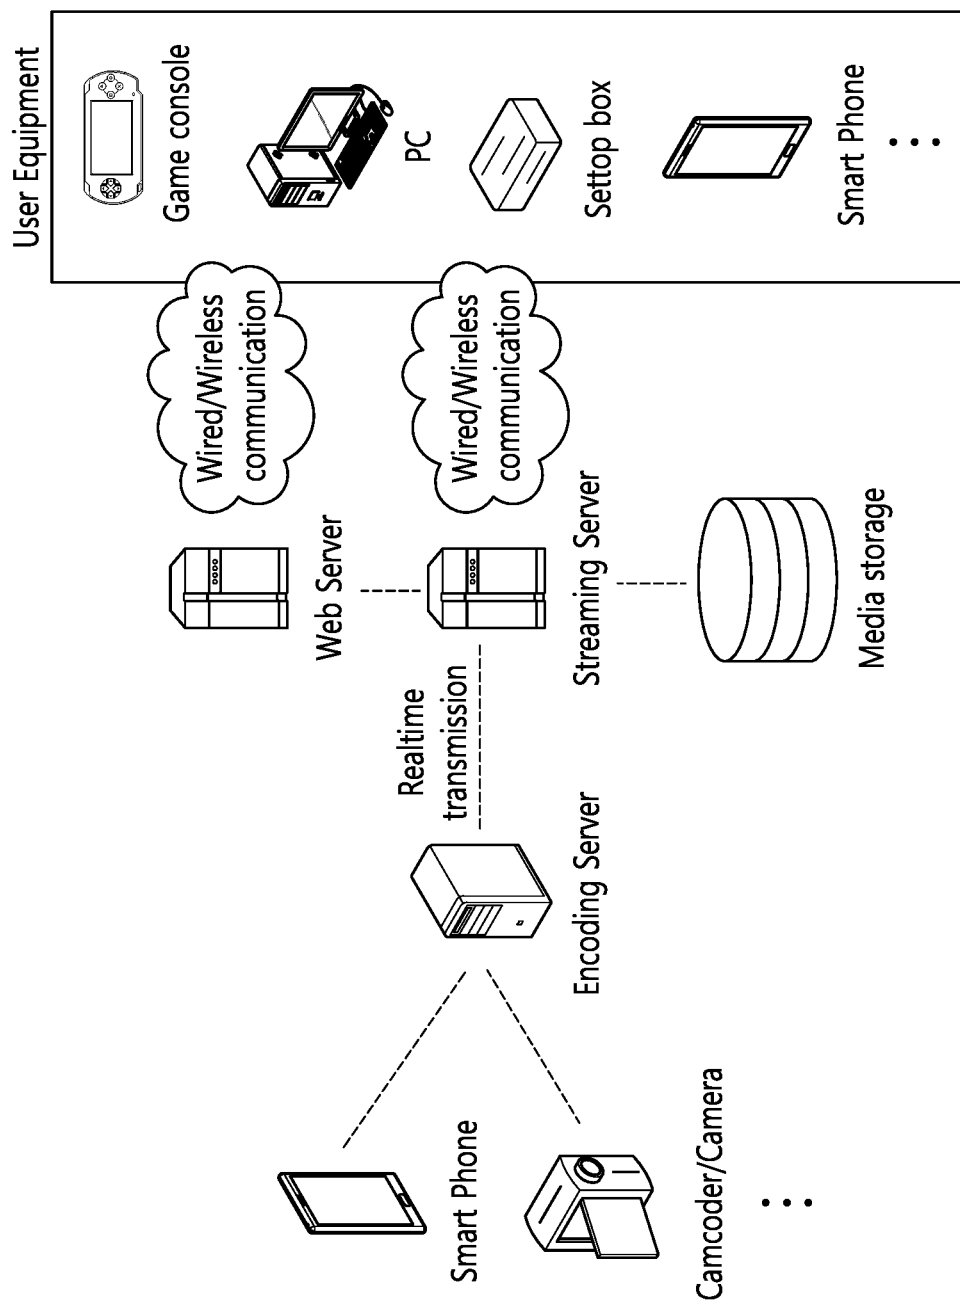 User Equipment
Game console
PC
Settop box
Smart Phone
Wired/Wireless
communication
Wired/Wireless
communication
Web Server
Streaming Server
Media storage
Realtime
transmission
Encoding Server
Smart Phone
Camcoder/Camera